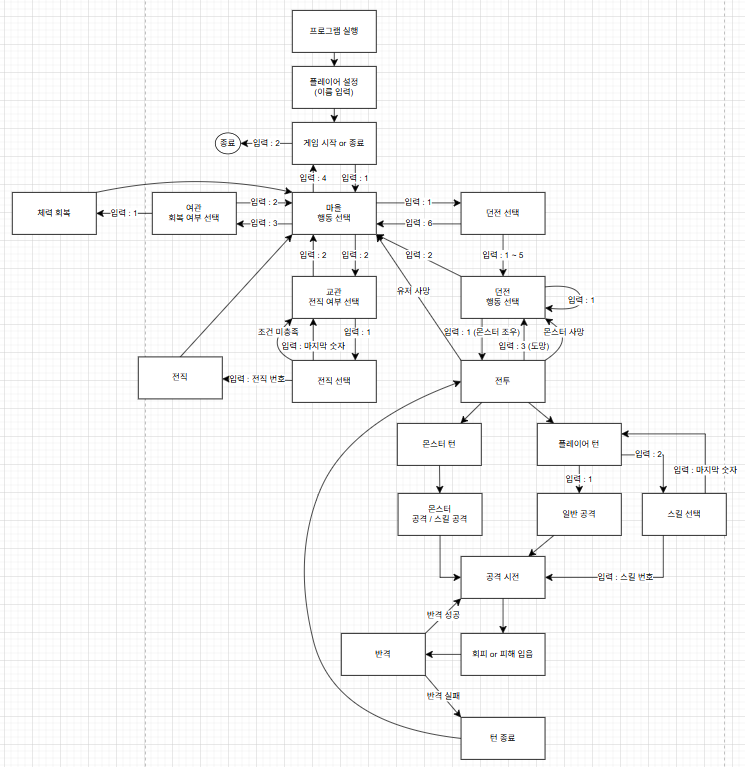 프로그램 실행
플레이어 설정
(이름 입력)
종료
입력 : 2
게임 시작 or 종료
입력 : 4
입력 : 1
체력 회복
입력 : 1
여관
회복 여부 선택
입력 : 2
입력 : 3
마을
행동 선택
입력 : 1
입력 : 6
던전 선택
입력 : 2
입력 : 2
입력 : 2
입력 : 1 ~ 5
교관
전직 여부 선택
유저 사망
던전
행동 선택
입력 : 1
조건 미충족
입력 : 마지막 숫자
입력 : 1
입력 : 1 (몬스터 조우)
입력 : 3 (도망)
몬스터 사망
전직
입력 : 전직 번호
전직 선택
전투
몬스터 턴
플레이어 턴
입력 : 2
입력 : 마지막 숫자
입력 : 1
몬스터
공격 / 스킬 공격
일반 공격
스킬 선택
공격 시전
입력 : 스킬 번호
반격 성공
반격
회피 or 피해 입음
반격 실패
턴 종료